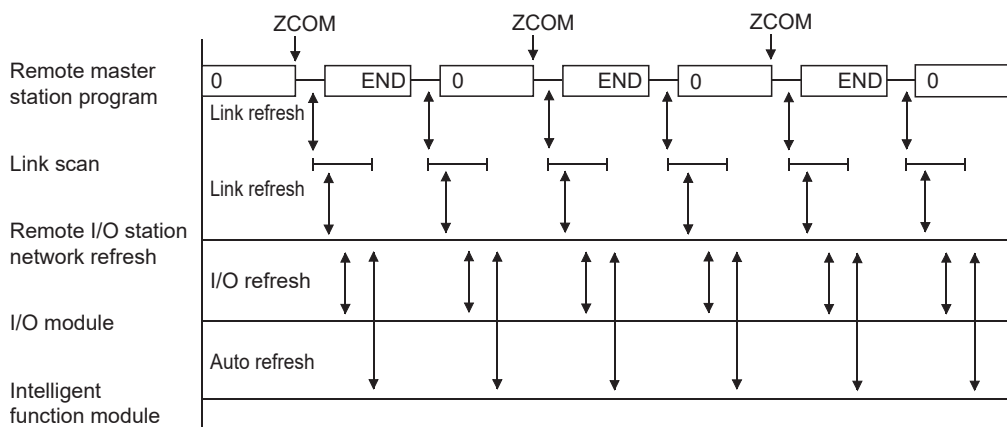 ZCOM ZCOM ZCOM
Remote master
station program
0 END 0 END 0 END 0
Link refresh
Link scan
Link refresh
Remote I/O station
network refresh
I/O refresh
I/O module
Auto refresh
Intelligent
function module